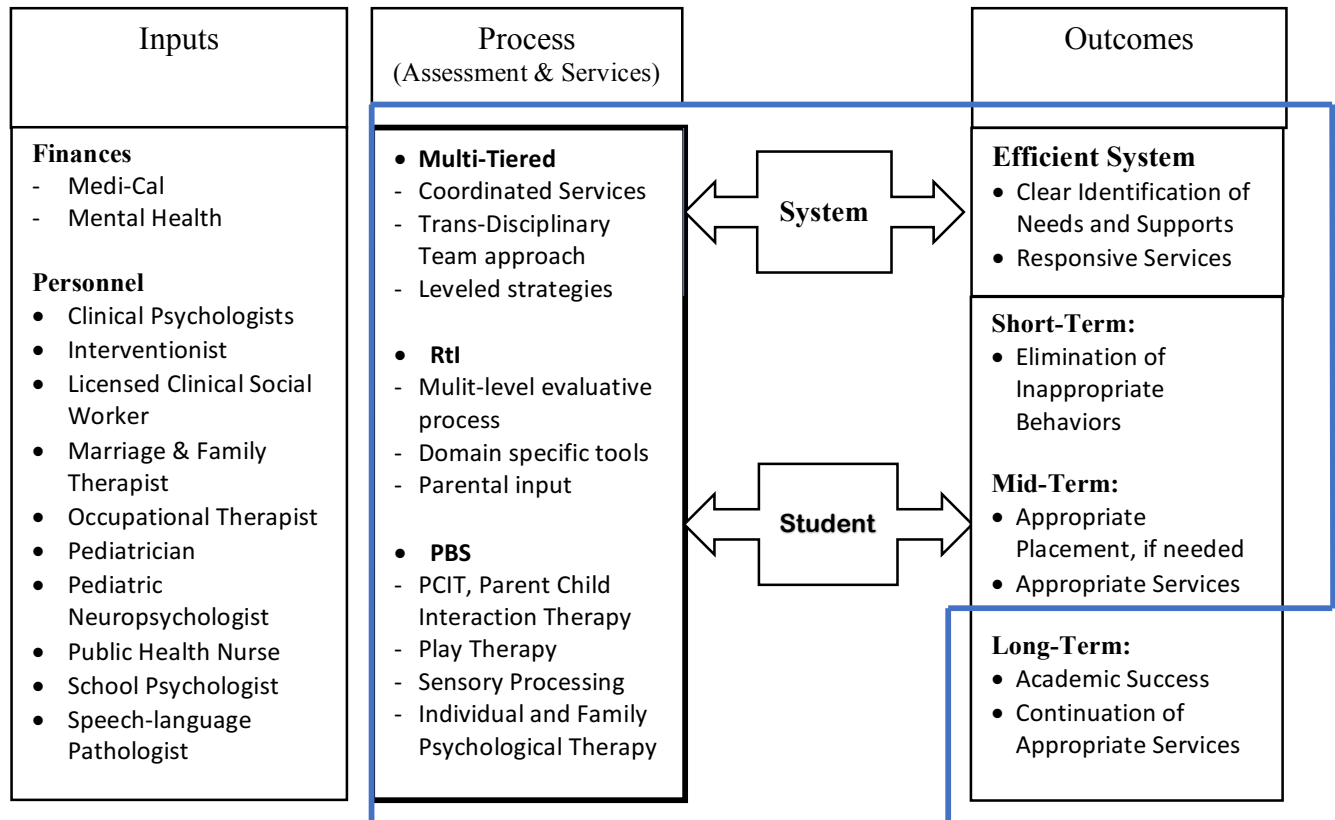 Inputs
Finances
- Medi-Cal
- Mental Health
Personnel
• Clinical Psychologists
• Interventionist
• Licensed Clinical Social
Worker
• Marriage & Family
Therapist
• Occupational Therapist
• Pediatrician
• Pediatric
Neuropsychologist
• Public Health Nurse
• School Psychologist
• Speech-language
Pathologist
Process
(Assessment & Services)
• Multi-Tiered
- Coordinated Services
- Trans-Disciplinary
Team approach
- Leveled strategies
• RtI
- Mulit-level evaluative
process
- Domain specific tools
- Parental input
• PBS
- PCIT, Parent Child
Interaction Therapy
- Play Therapy
- Sensory Processing
- Individual and Family
Psychological Therapy
System
Student
Outcomes
Efficient System
• Clear Identification of
Needs and Supports
• Responsive Services
Short-Term:
• Elimination of
Inappropriate
Behaviors
Mid-Term:
• Appropriate
Placement, if needed
• Appropriate Services
Long-Term:
• Academic Success
• Continuation of
Appropriate Services